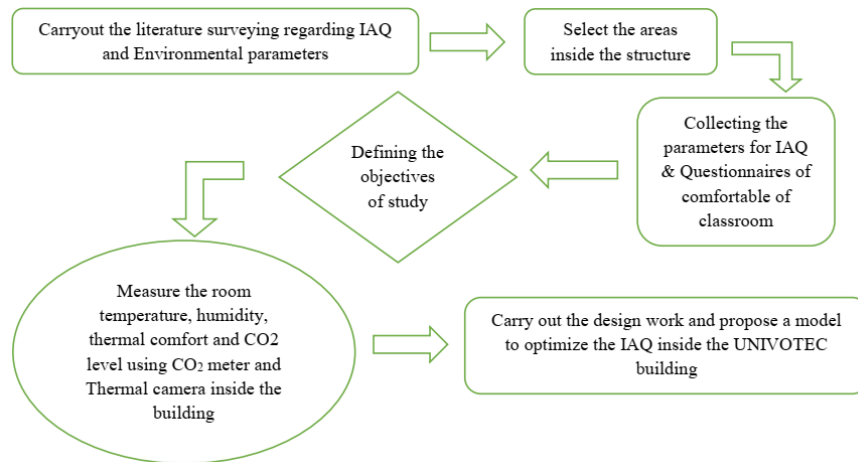 Carryout the literature surveying regarding IAQ
and Environmental parameters
Select the areas
inside the structure
Collecting the
parameters for IAQ
& Questionnaires of
comfortable of
classroom
Defining the
objectives
of study
Measure the room
temperature, humidity,
thermal comfort and CO2
level using CO₂ meter and
Thermal camera inside the
building
Carry out the design work and propose a model
to optimize the IAQ inside the UNIVOTEC
building